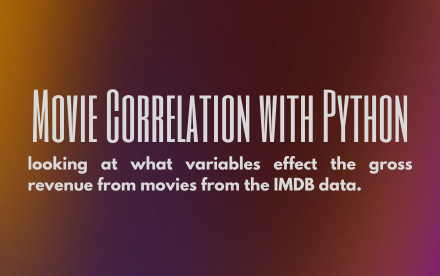 Movie Correlation with Python
looking at what variables effect the gross
revenue from movies from the IMDB data.